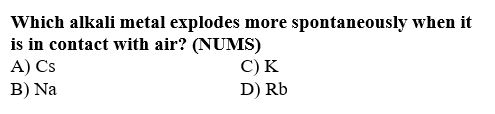 Which alkali metal explodes more spontaneously when it
is in contact with air? (NUMS)
A) Cs C) K
B) Na D) Rb